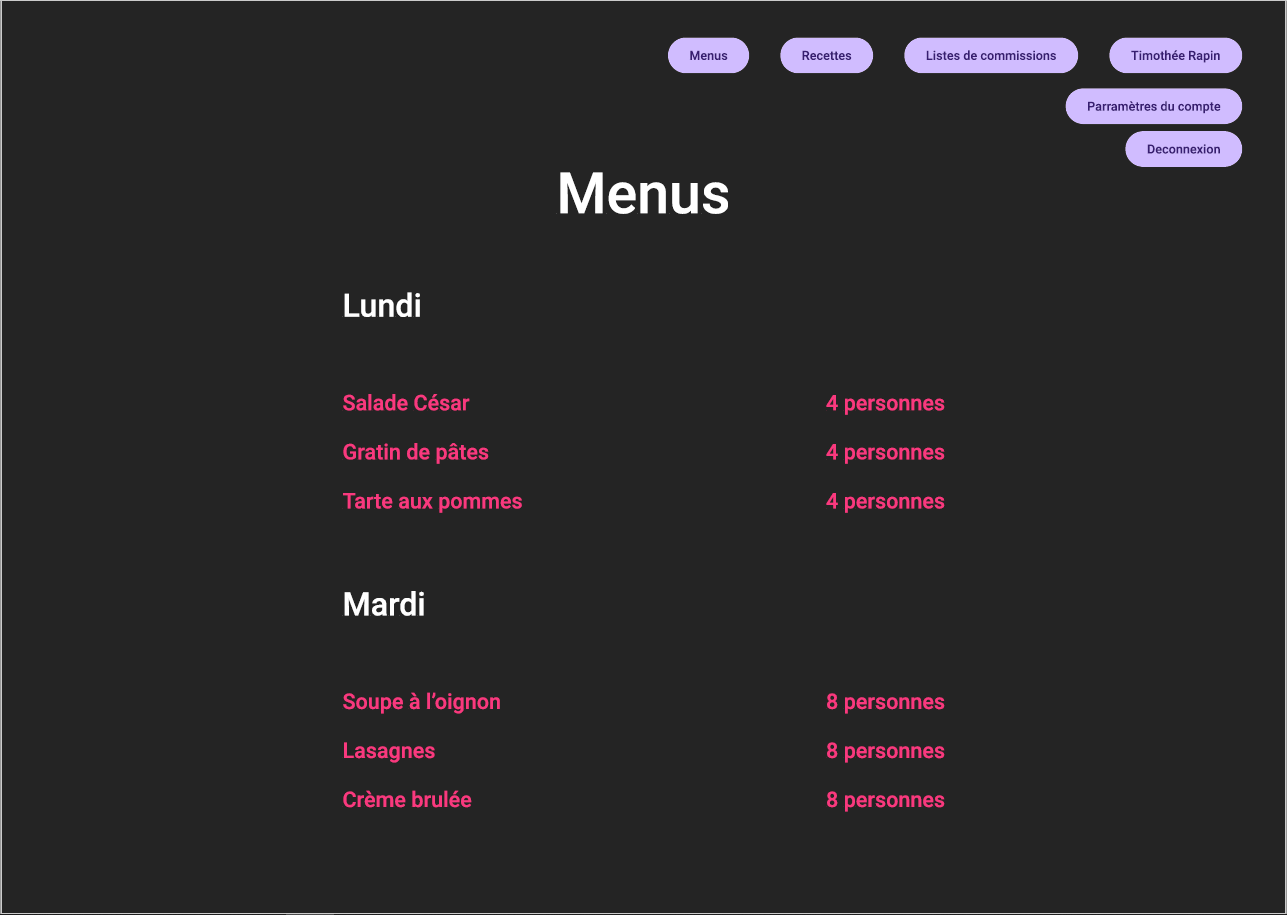 Menus
Recettes
Listes de commissions
Timothée Rapin
Parramètres du compte
Deconnexion
Menus
Lundi
Salade César 4 personnes
Gratin de pâtes 4 personnes
Tarte aux pommes 4 personnes
Mardi
Soupe à l’oignon 8 personnes
Lasagnes 8 personnes
Crème brulée 8 personnes